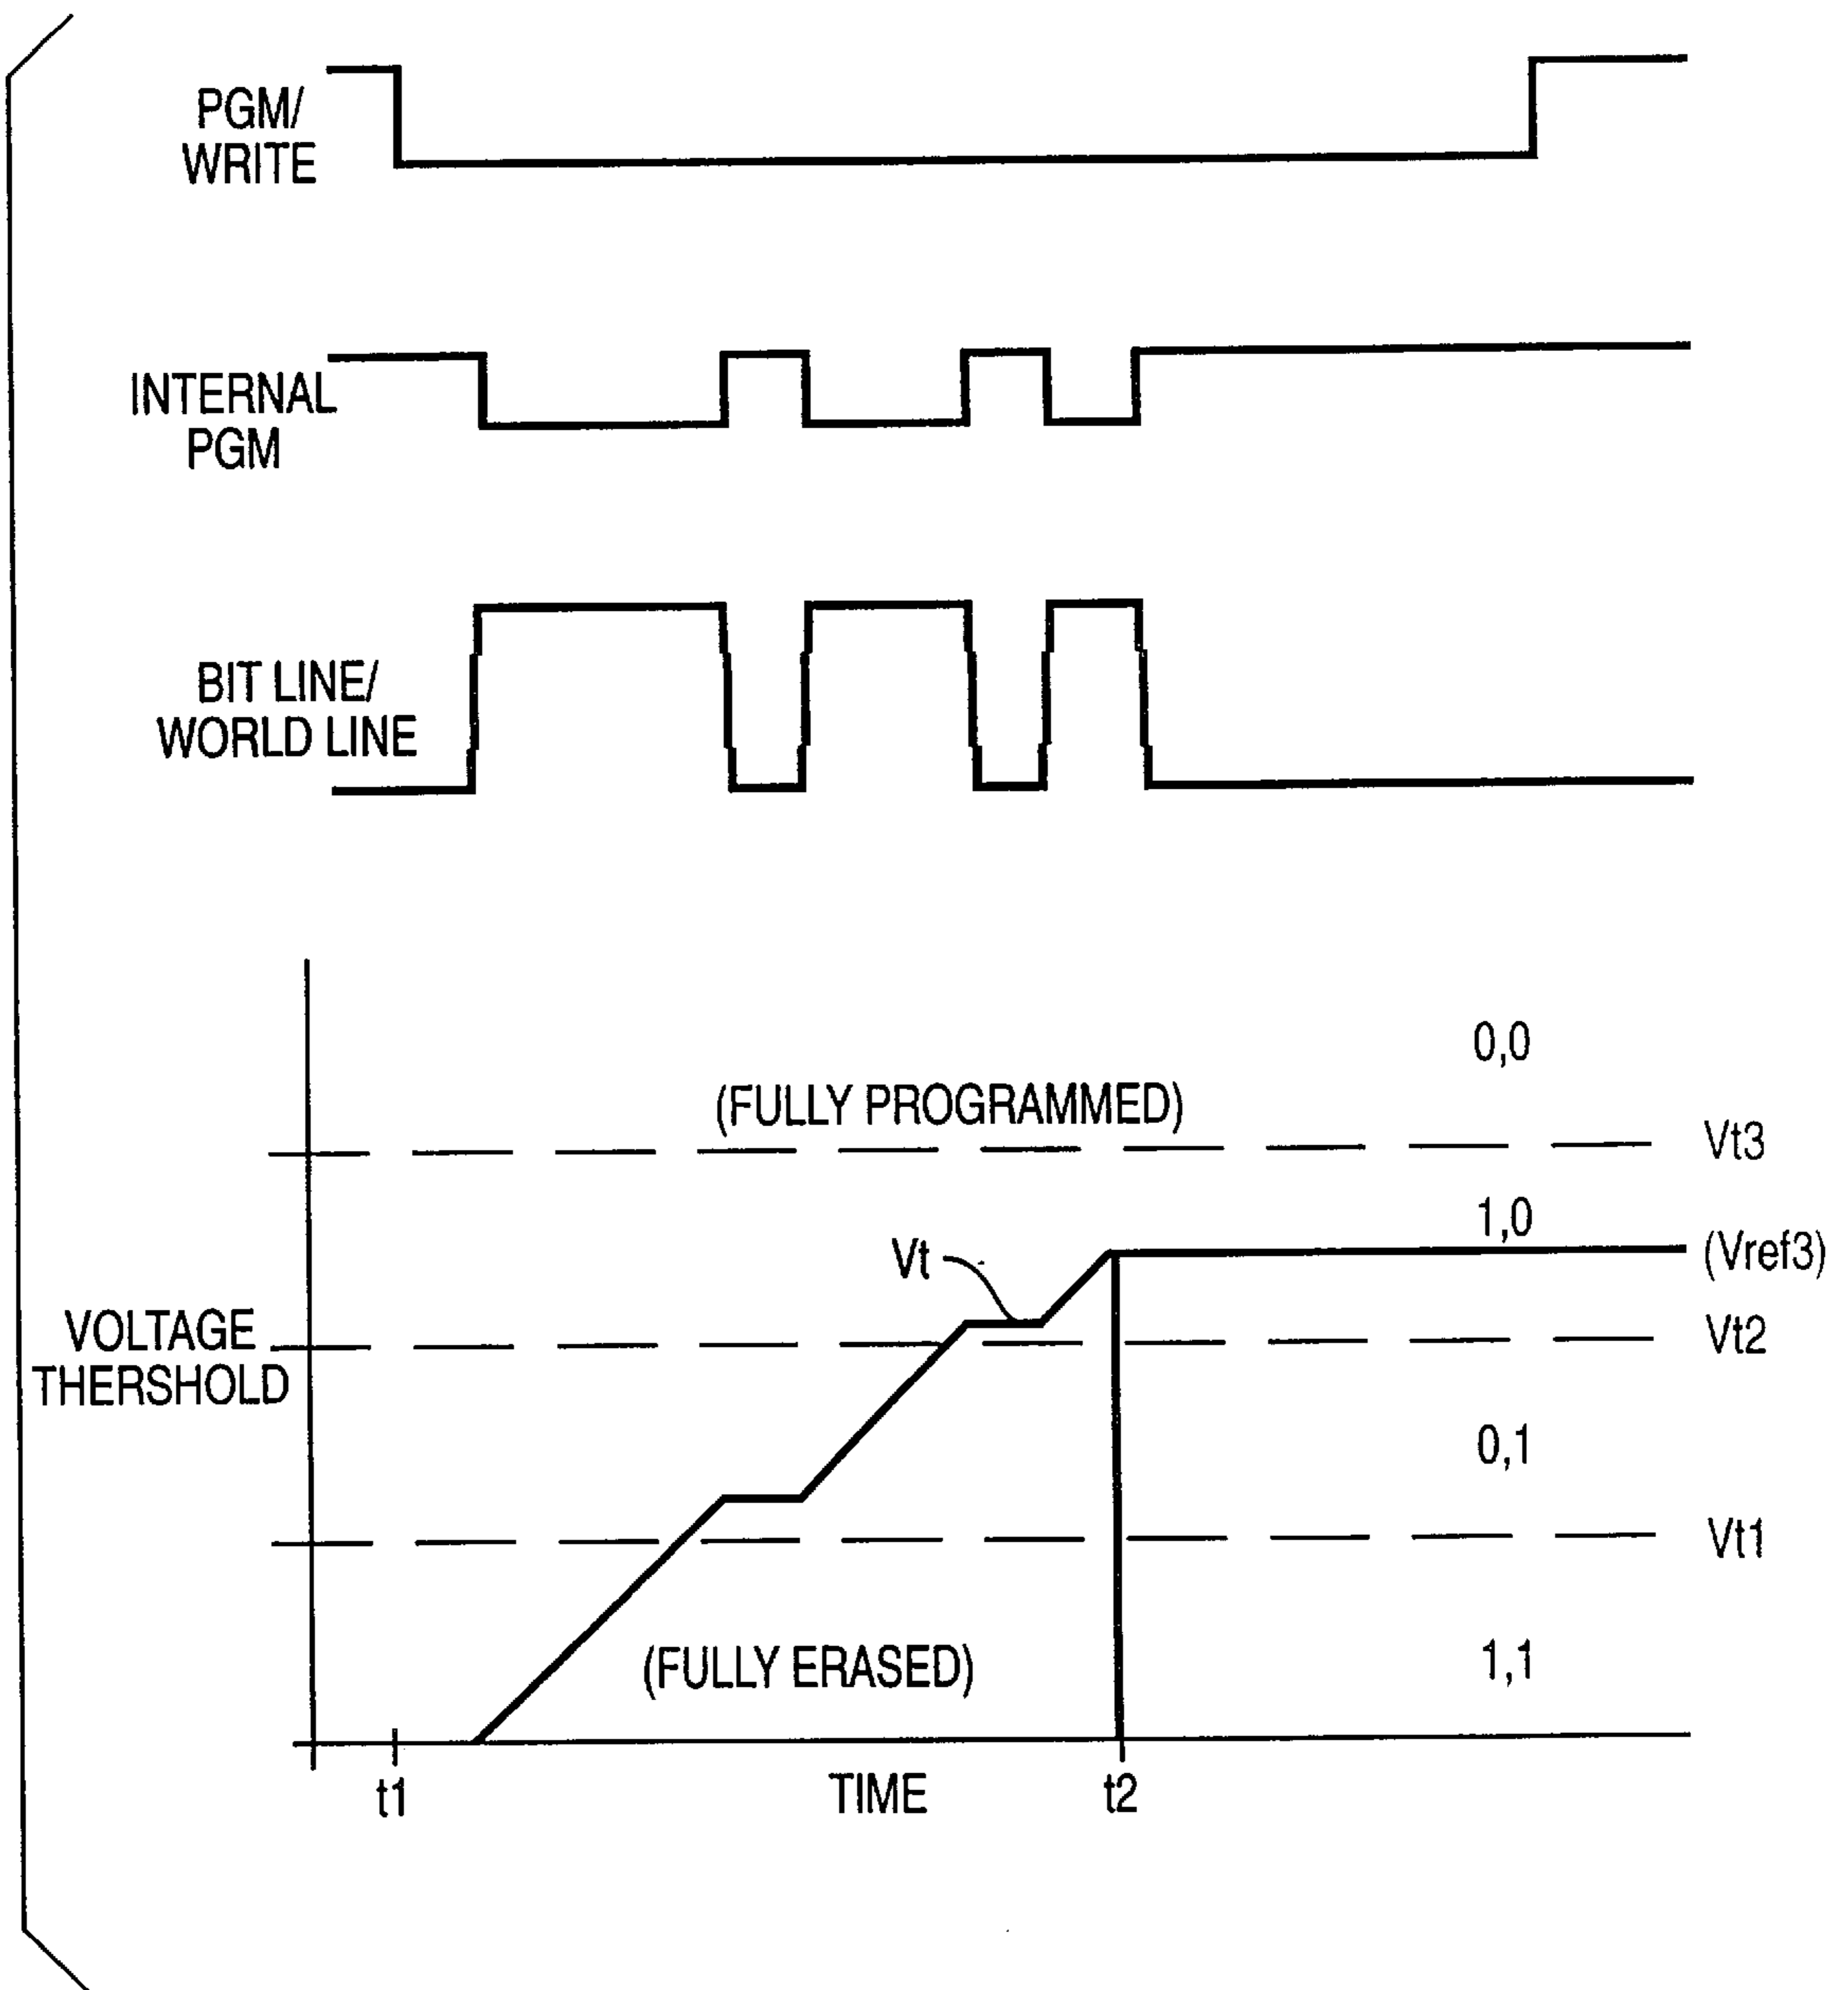 PGM/
WRITE
INTERNAL
PGM
BIT LINE/
WORLD LINE
0,0
(FULLY PROGRAMMED)
Vt3
1,0
Vt
(Vref3)
VOLTAGE
THERSHOLD
Vt2
0,1
Vt1
(FULLY ERASED)
1,1
t1
TIME
t2